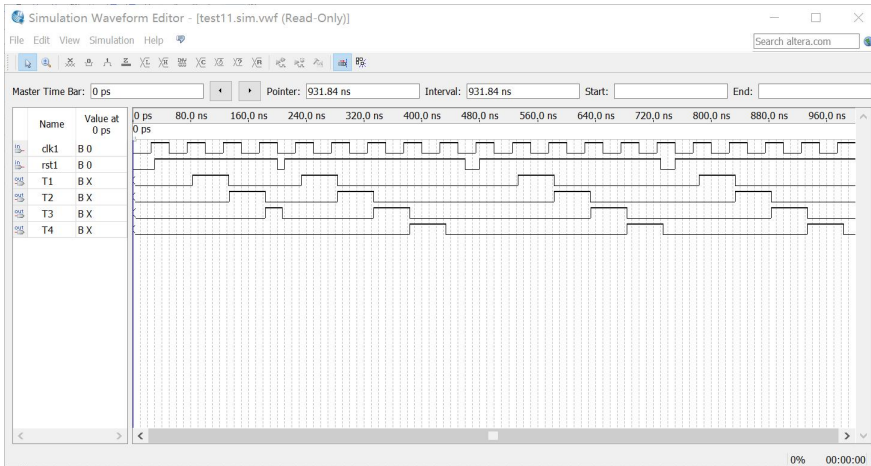 Simulation Waveform Editor - [test11.sim.vwf (Read-Only)]
File Edit View Simulation Help
Search altera.com
Master Time Bar: 0 ps Pointer: 931.84 ns Interval: 931.84 ns Start: End:
Name Value at 0 ps
0 ps 80.0 ns 160.0 ns 240.0 ns 320.0 ns 400.0 ns 480.0 ns 560.0 ns 640.0 ns 720.0 ns 800.0 ns 880.0 ns 960.0 ns
0 ps
clk1 B 0
rst1 B 0
T1 B X
T2 B X
T3 B X
T4 B X
0% 00:00:00